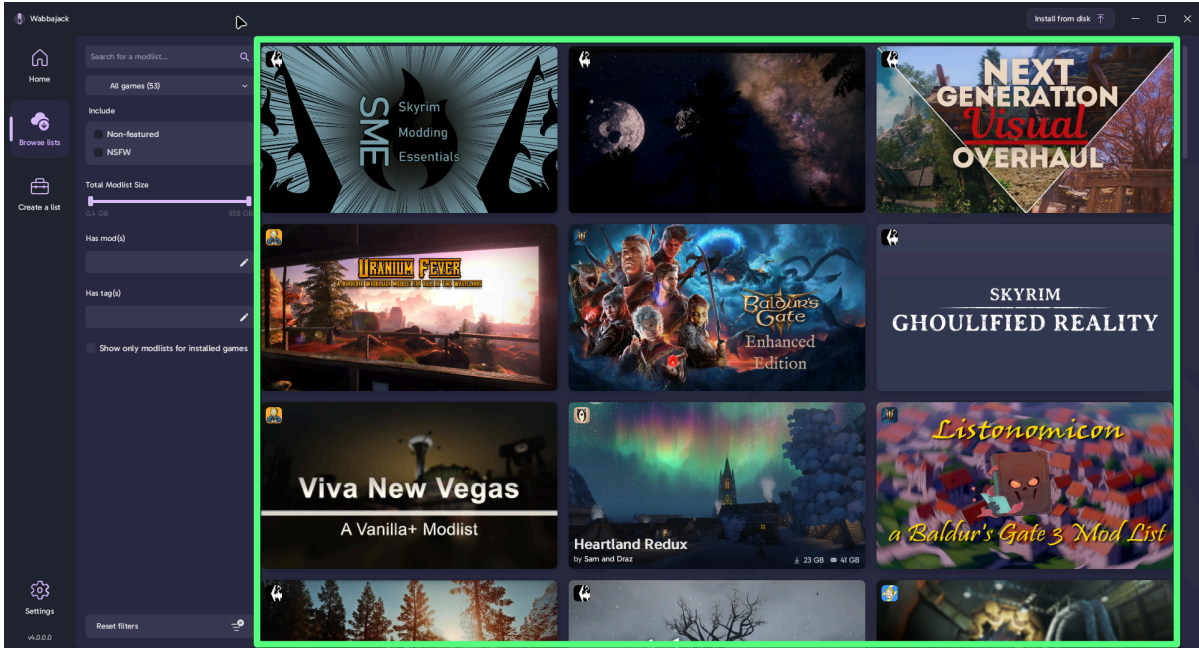 Wabbajack
Install from disk
Home
Browse lists
Create a list
Settings
v4.0.0.0
Search for a modlist...
All games (53)
Include
Non-featured
NSFW
Total Modlist Size
0.4 GB
Has mod(s)
Has tag(s)
Show only modlists for installed games
Reset filters
SME
Skyrim
Modding
Essentials
NEXT
GENERATION
Visual
OVERHAUL
URANIUM FEVER
Baldur's
Gate
Enhanced
Edition
SKYRIM
GHOULIFIED REALITY
Viva New Vegas
A Vanilla+ Modlist
Heartland Redux
by Sam and Draz
23 GB 41 GB
Listonomicon
a Baldur's Gate 3 Mod List